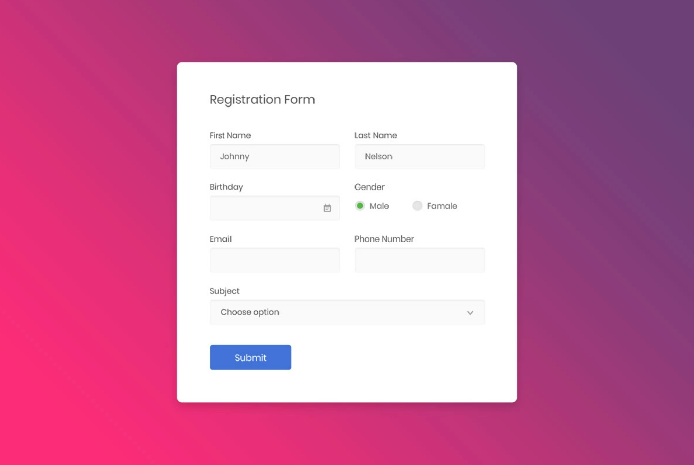 Registration Form
First Name Last Name
Johnny Nelson
Birthday Gender
Male Famale
Email Phone Number
Subject
Choose option
Submit